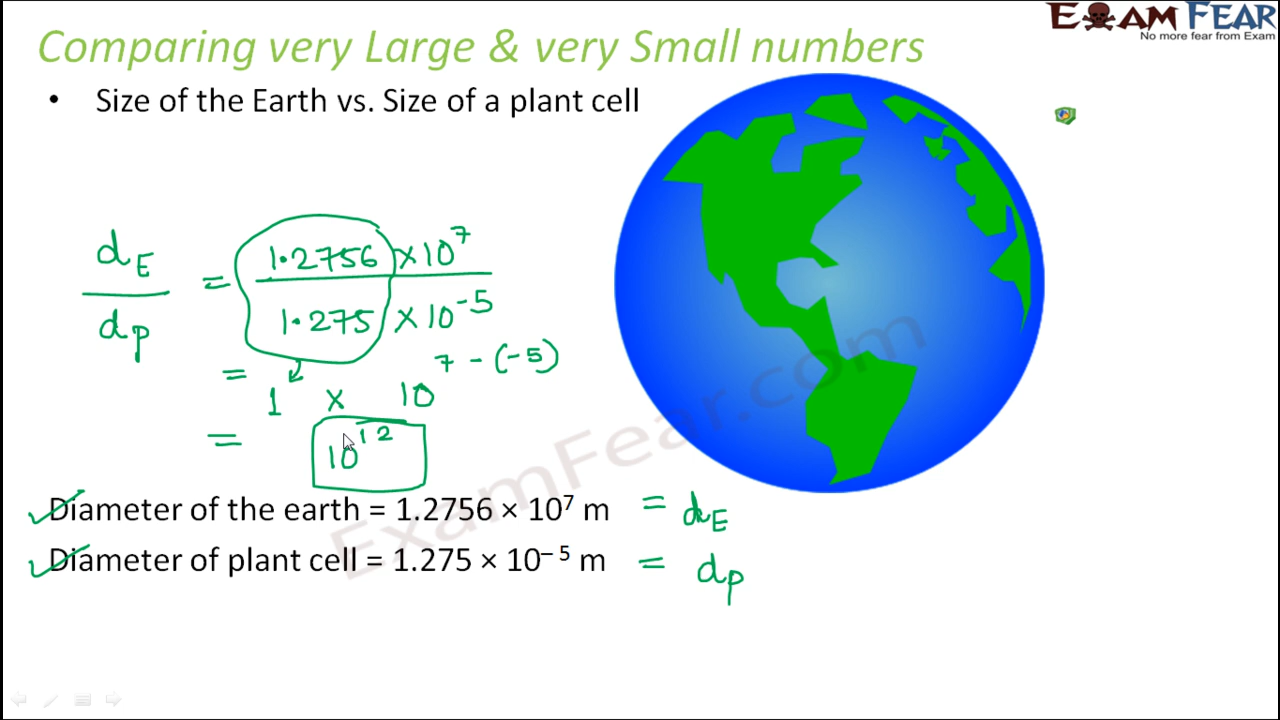 Comparing very Large & very Small numbers
EXAM FEAR
No more fear from Exam
• Size of the Earth vs. Size of a plant cell
d_E / d_p = 1.2756 × 10^7 / 1.275 × 10^-5
= 1 × 10^7 - (-5)
= 10^12
Diameter of the earth = 1.2756 × 10^7 m = d_E
Diameter of plant cell = 1.275 × 10^– 5 m = d_p
ExamFear.com